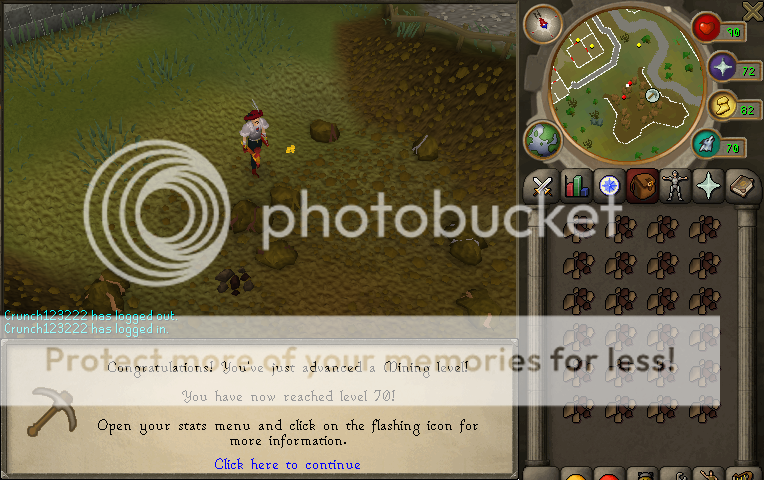 90
72
82
70
photobucket
Crunch123222 has logged out.
Crunch123222 has logged in.
Protect more of your memories for less!
Congratulations! You've just advanced a Mining level!
You have now reached level 70!
Open your stats menu and click on the flashing icon for
more information.
Click here to continue